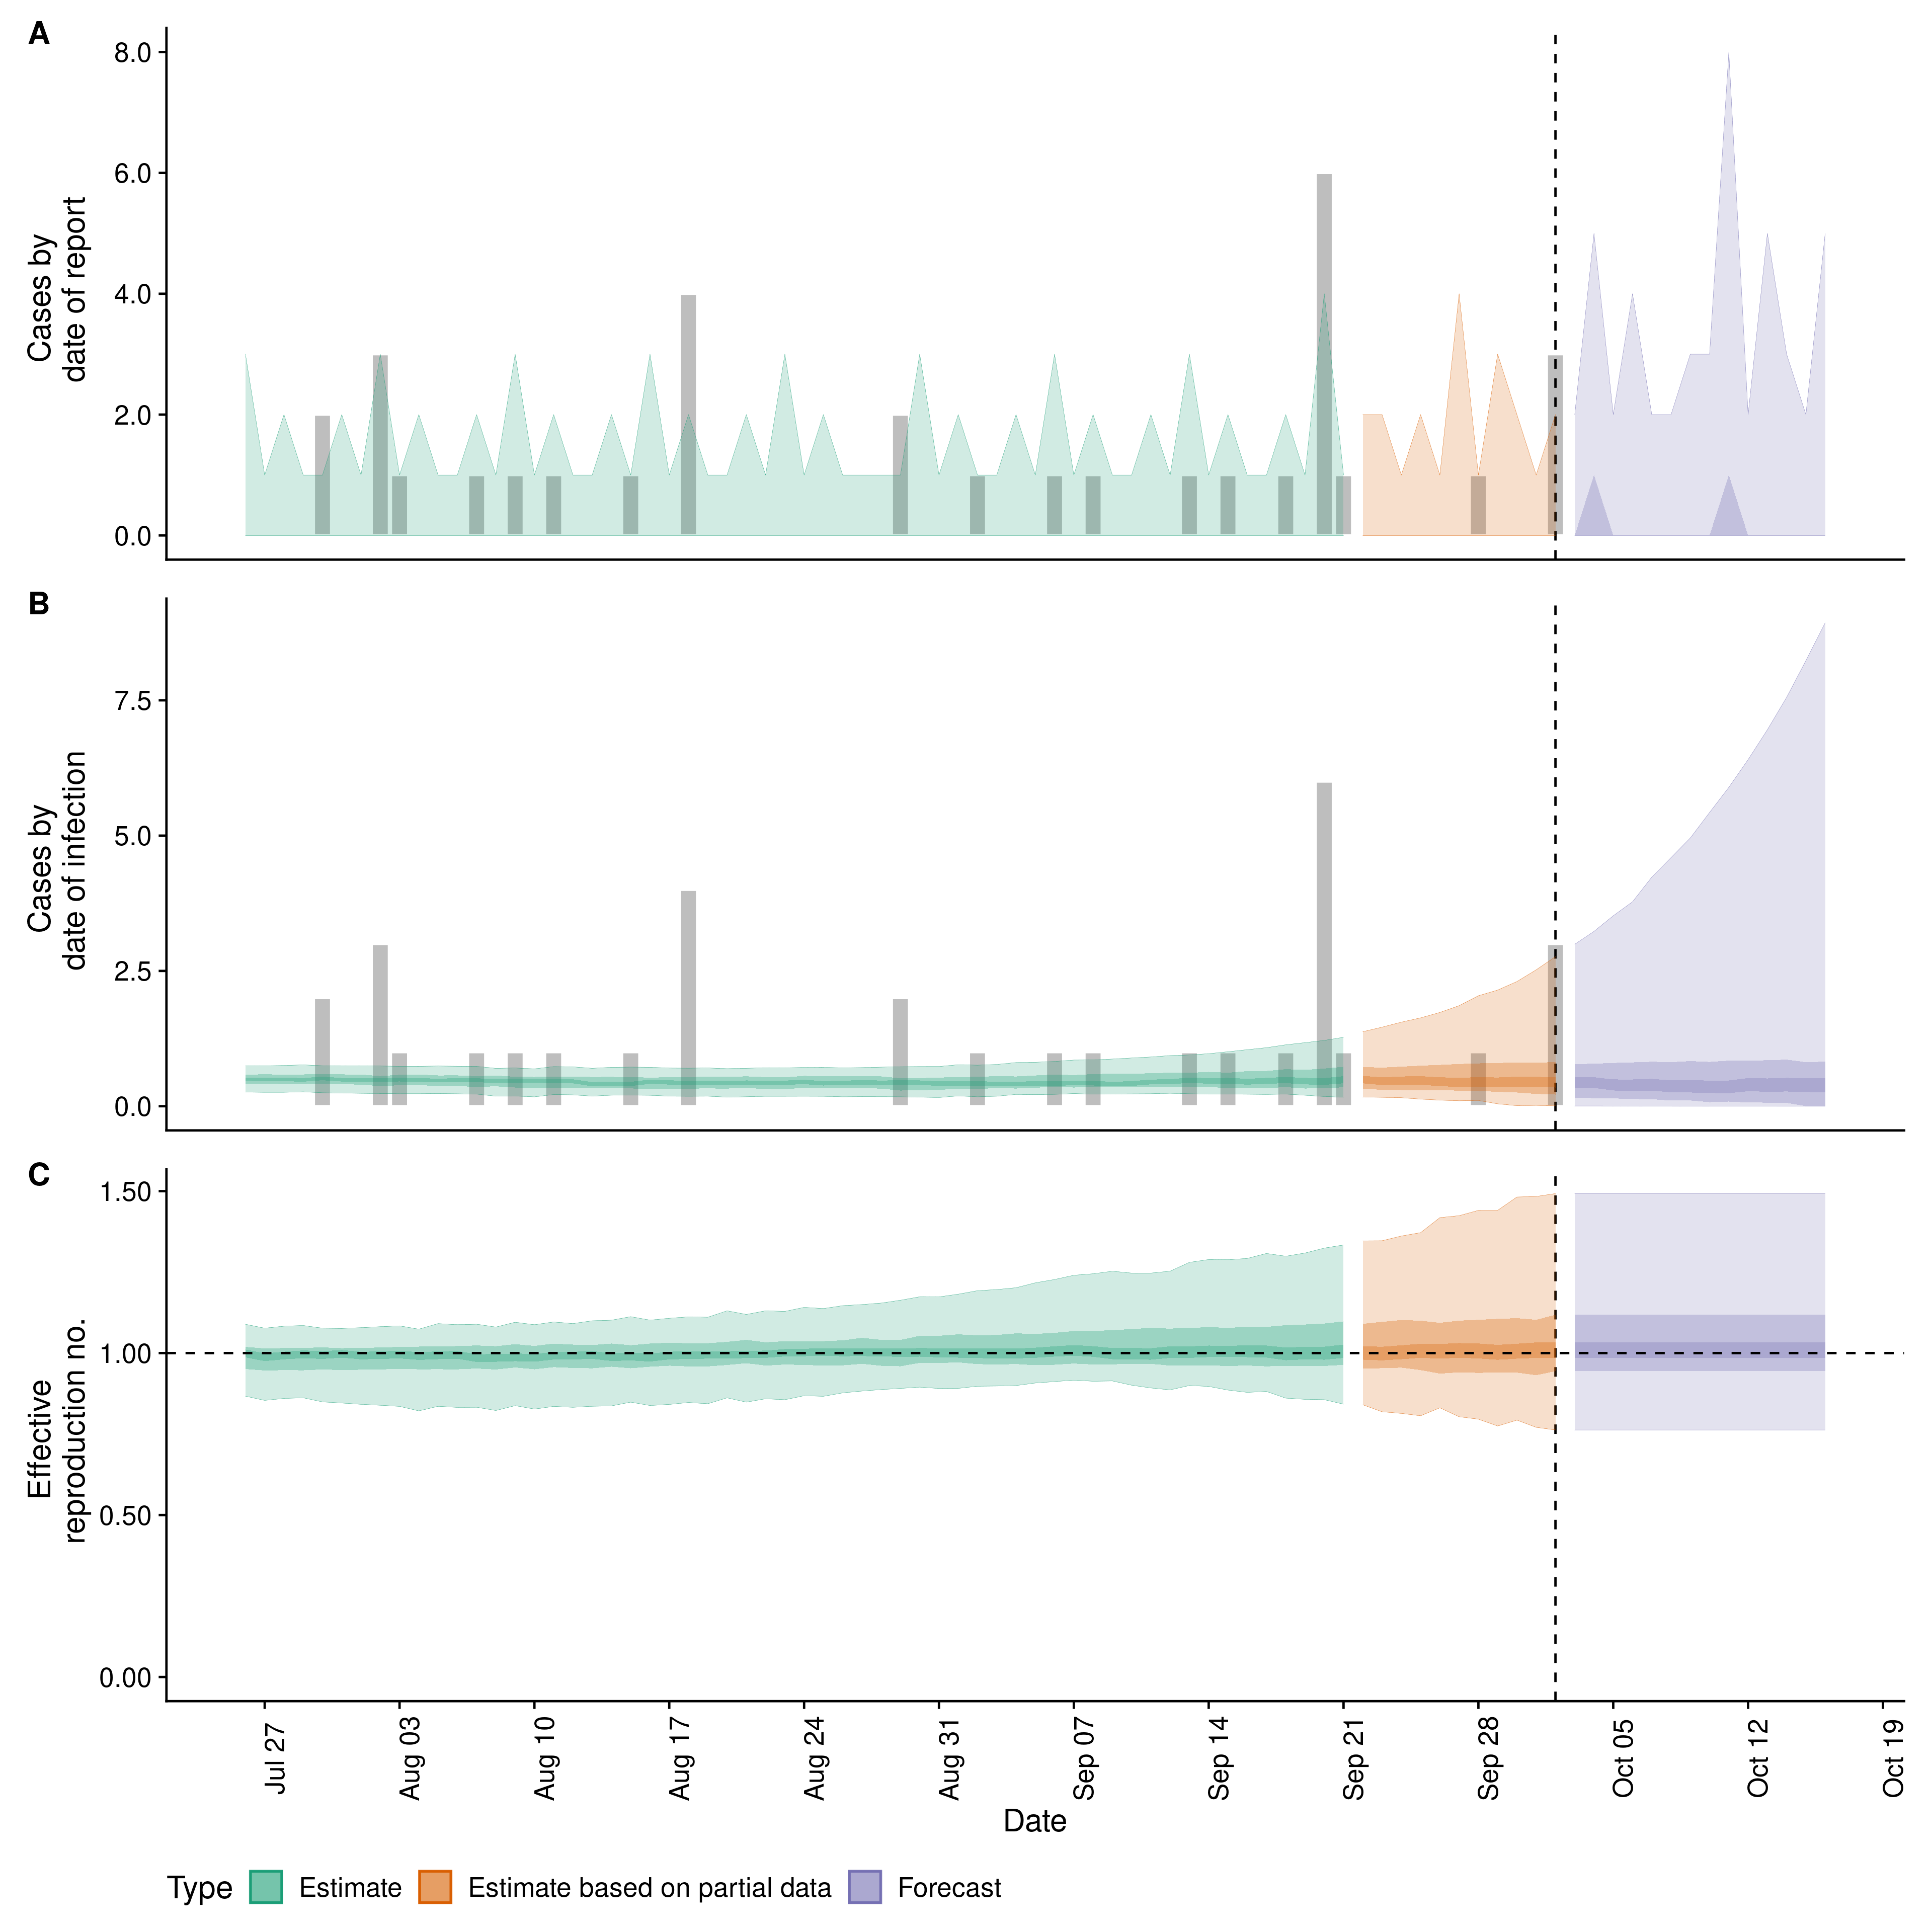 A
8.0
6.0
4.0
2.0
0.0
Cases by
date of report
B
7.5
5.0
2.5
0.0
Cases by
date of infection
C
1.50
1.00
0.50
0.00
Effective
reproduction no.
Jul 27
Aug 03
Aug 10
Aug 17
Aug 24
Aug 31
Sep 07
Sep 14
Sep 21
Sep 28
Oct 05
Oct 12
Oct 19
Date
Type Estimate Estimate based on partial data Forecast